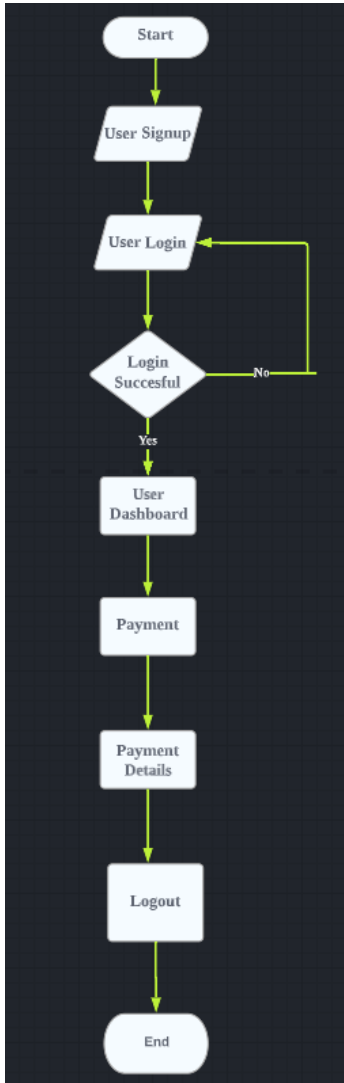 Start
User Signup
User Login
Login
Succesful
No
Yes
User
Dashboard
Payment
Payment
Details
Logout
End